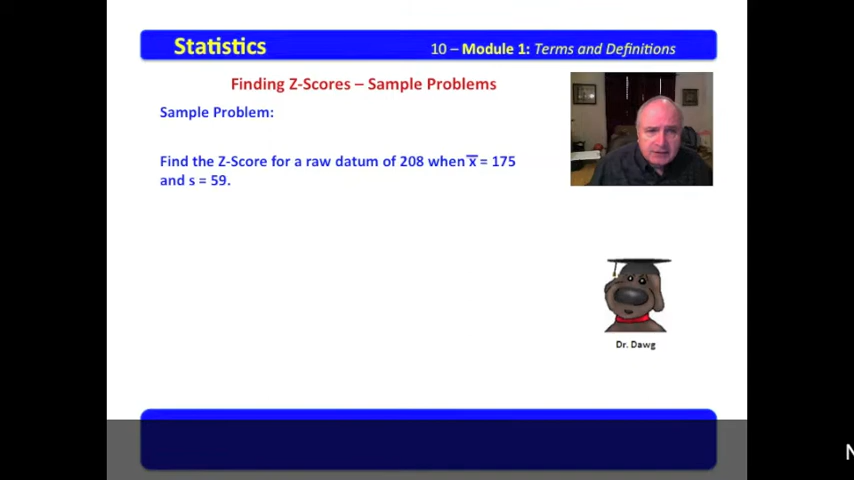 Statistics
10 – Module 1: Terms and Definitions
Finding Z-Scores – Sample Problems
Sample Problem:
Find the Z-Score for a raw datum of 208 when x̅ = 175
and s = 59.
Dr. Dawg
N